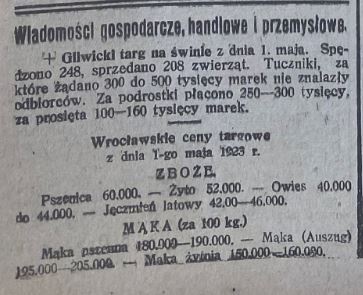 Wiadomości gospodarcze, handlowe i przemysłowe.
Gliwicki targ na świnie z dnia 1. maja. Spę-
dzono 248, sprzedano 208 zwierząt. Tuczniki, za
które żądano 300 do 500 tysięcy marek nie znalazły
odbiorców. Za podrostki płacono 250—300 tysięcy,
za prosięta 100—160 tysięcy marek.
Wrocławskie ceny targowe
z dnia 1-go maja 1923 r.
ZBOŻE.
Pszenica 60.000. — Żyto 52.000. — Owies 40.000
do 44.000. — Jęczmień latowy 42,00—46.000.
MĄKA (za 100 kg.)
Mąka pszenna 180.000—190.000. — Mąka (Auszug)
195.000—205.000 — Mąka żytnia 150.000—160.000.